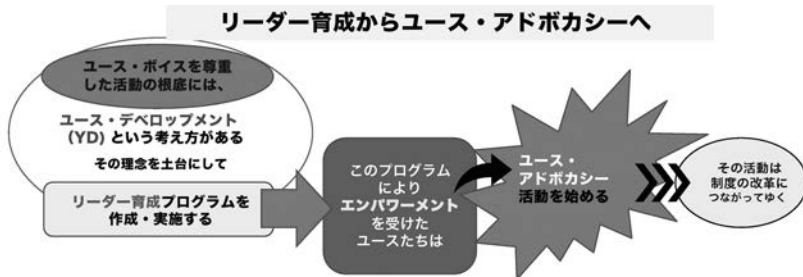 リーダー育成からユース・アドボカシーへ
ユース・ボイスを尊重
した活動の根底には、
ユース・デベロップメント
(YD) という考え方がある
その理念を土台にして
リーダー育成プログラムを
作成・実施する
このプログラム
により
エンパワーメント
を受けた
ユースたちは
ユース・
アドボカシー
活動を始める
その活動は
制度の改革に
つながってゆく